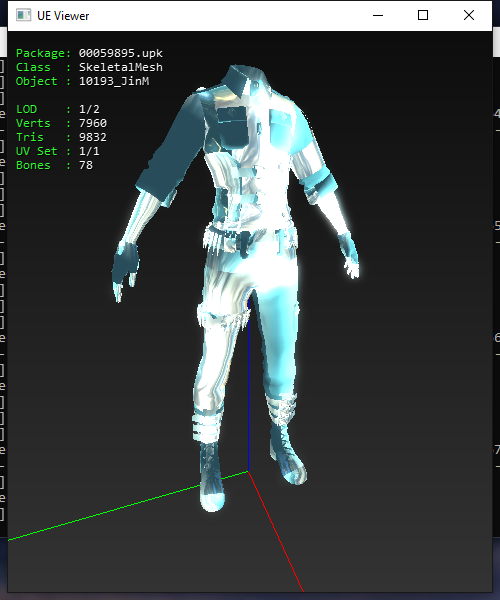 UE Viewer
Package: 00059895.upk
Class : SkeletalMesh
Object : 10193_JinM
LOD : 1/2
Verts : 7960
Tris : 9832
UV Set : 1/1
Bones : 78